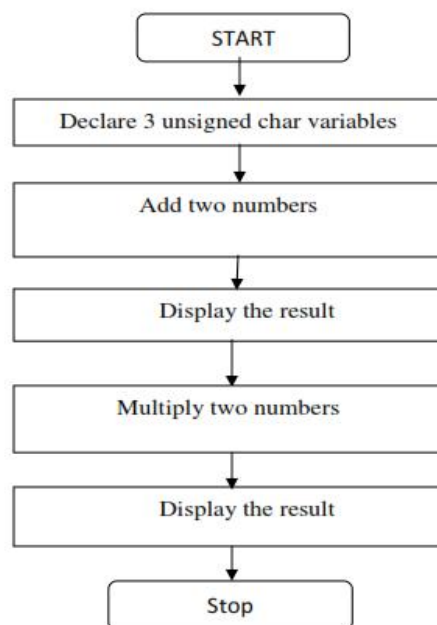 START
Declare 3 unsigned char variables
Add two numbers
Display the result
Multiply two numbers
Display the result
Stop